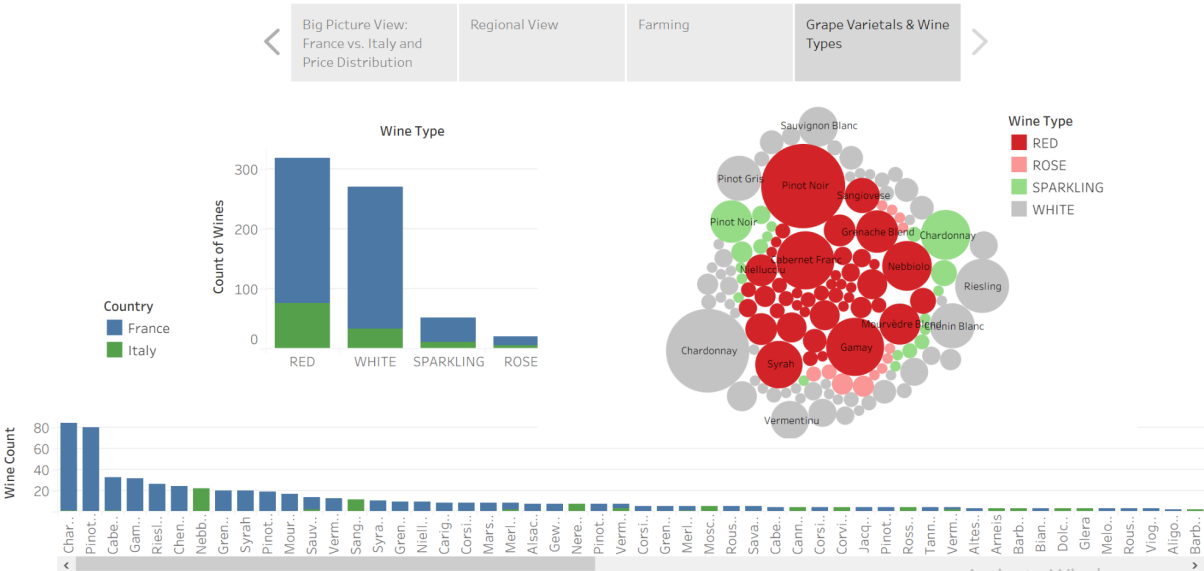 Big Picture View:
France vs. Italy and
Price Distribution
Regional View
Farming
Grape Varietals & Wine
Types
Wine Type
Count of Wines
300
200
100
0
RED
WHITE
SPARKLING
ROSE
Country
France
Italy
Sauvignon Blanc
Pinot Gris
Pinot Noir
Sangiovese
Pinot Noir
Grenache Blend
Chardonnay
Cabernet Franc
Niellucciu
Nebbiolo
Riesling
Mourvèdre Blend
Chenin Blanc
Chardonnay
Gamay
Syrah
Vermentinu
Wine Type
RED
ROSE
SPARKLING
WHITE
Wine Count
80
60
40
20
Char..
Pinot..
Cabe..
Gam..
Riesl..
Chen..
Nebb..
Gren..
Syrah
Pinot..
Mour..
Sauv..
Verm..
Sang..
Syra..
Gren..
Niell..
Carig..
Corsi..
Mars..
Merl..
Alsac..
Gew..
Nere..
Pinot..
Verm..
Corsi..
Gren..
Merl..
Mosc..
Rous..
Sava..
Cabe..
Cann..
Corsi..
Corvi..
Jacq..
Pinot..
Ross..
Tann..
Verm..
Altes..
Arneis
Barb..
Bian..
Dolc..
Glera
Melo..
Rous..
Viog..
Aligo..
Barb..